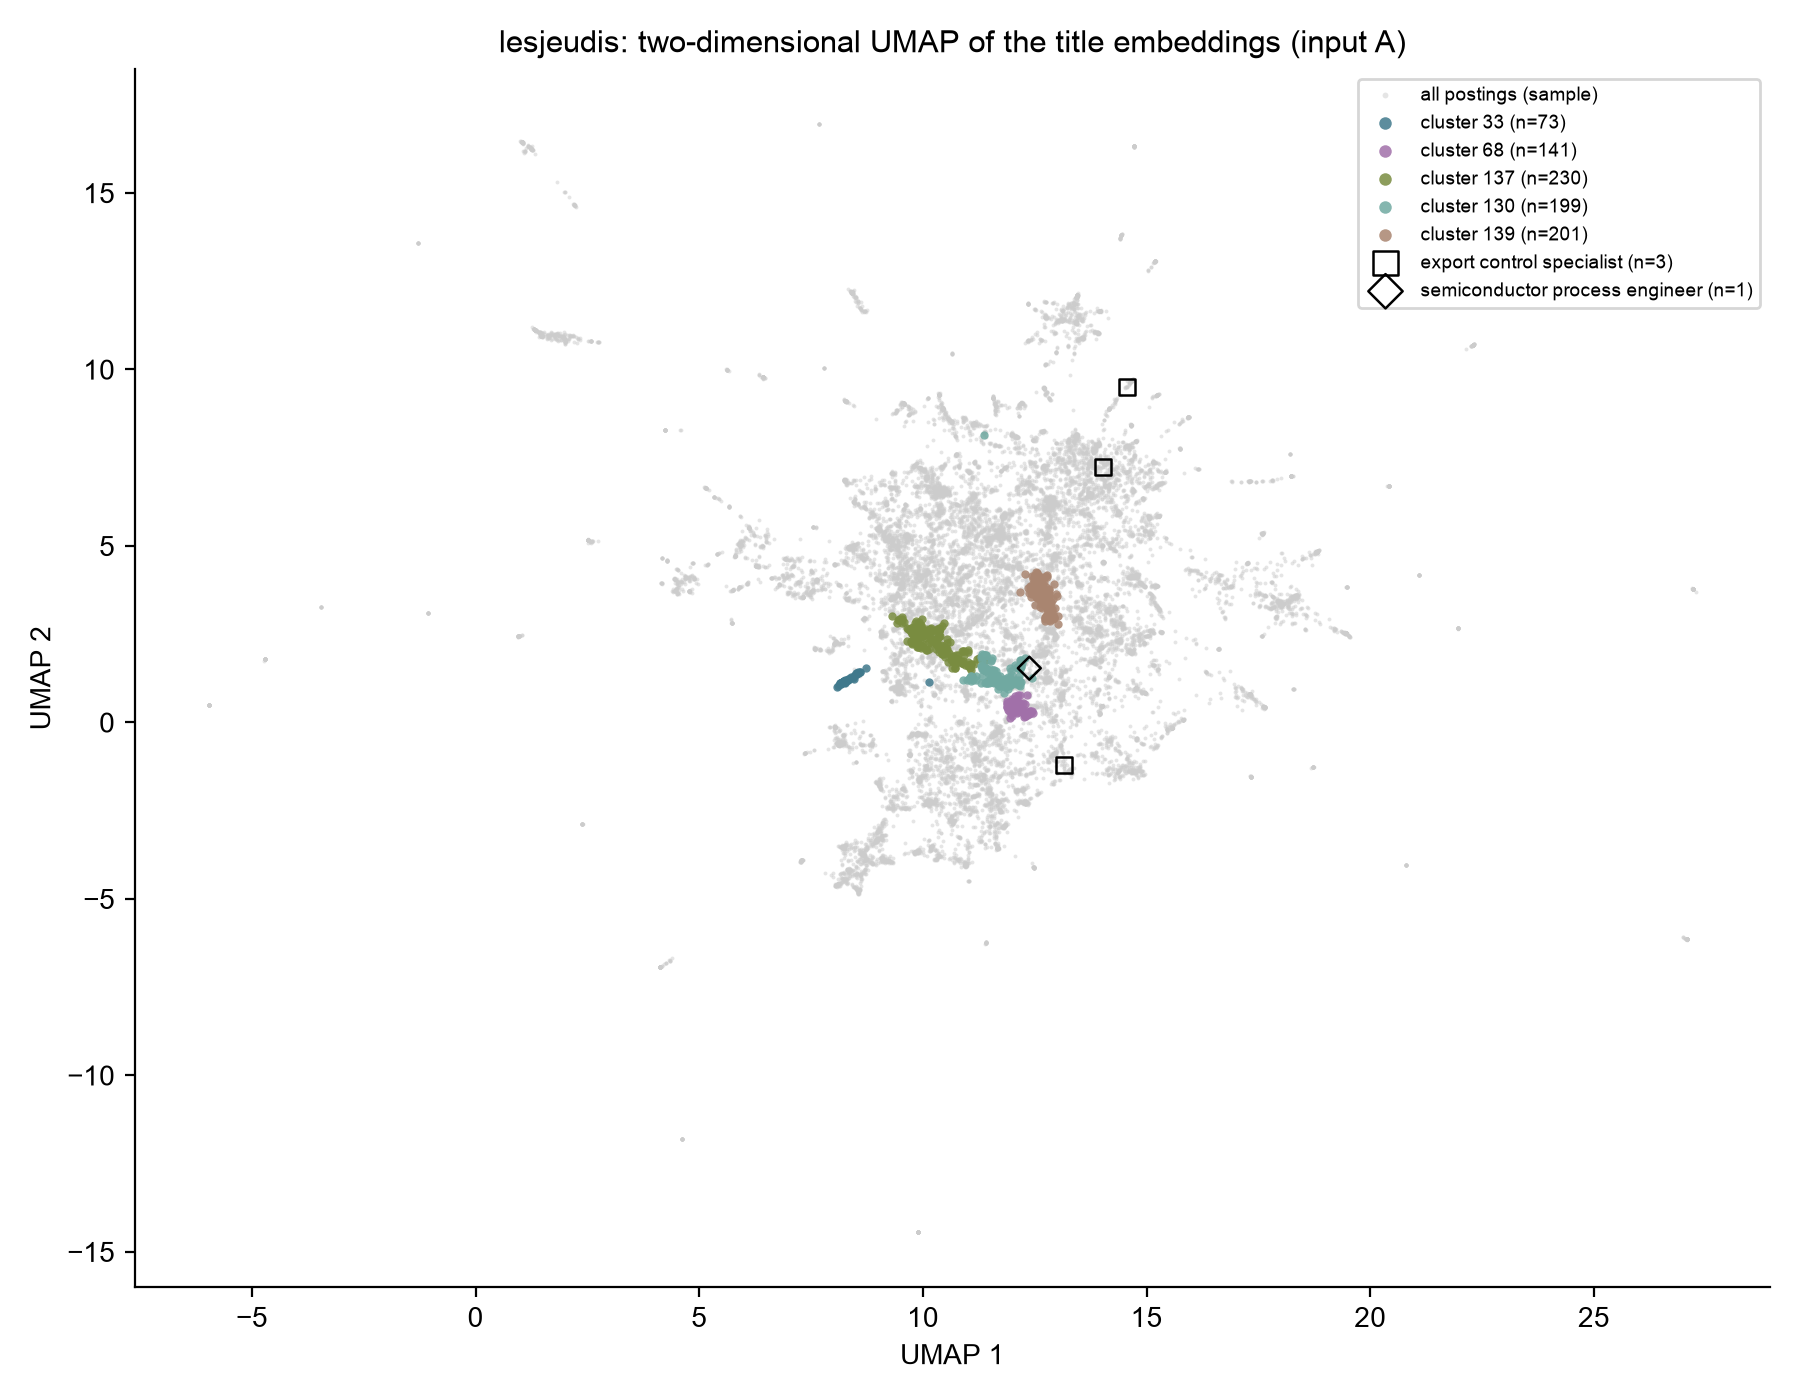 lesjeudis: two-dimensional UMAP of the title embeddings (input A)
all postings (sample)
cluster 33 (n=73)
cluster 68 (n=141)
cluster 137 (n=230)
cluster 130 (n=199)
cluster 139 (n=201)
export control specialist (n=3)
semiconductor process engineer (n=1)
UMAP 2
15
10
5
0
−5
−10
−15
−5
0
5
10
15
20
25
UMAP 1